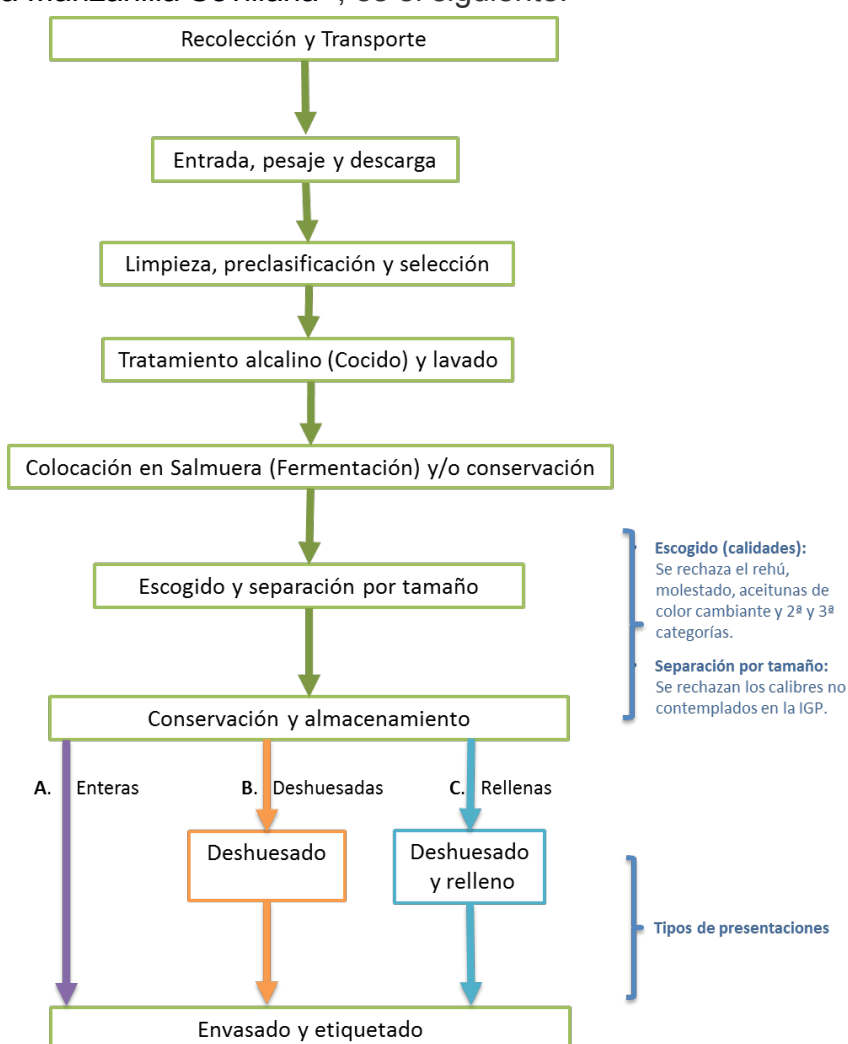 a Manzanilla Sevillana", es el siguiente:
Recolección y Transporte
Entrada, pesaje y descarga
Limpieza, preclasificación y selección
Tratamiento alcalino (Cocido) y lavado
Colocación en Salmuera (Fermentación) y/o conservación
Escogido y separación por tamaño
Escogido (calidades):
Se rechaza el rehú,
molestado, aceitunas de
color cambiante y 2ª y 3ª
categorías.
Separación por tamaño:
Se rechazan los calibres no
contemplados en la IGP.
Conservación y almacenamiento
A. Enteras
B. Deshuesadas
C. Rellenas
Deshuesado
Deshuesado
y relleno
Tipos de presentaciones
Envasado y etiquetado